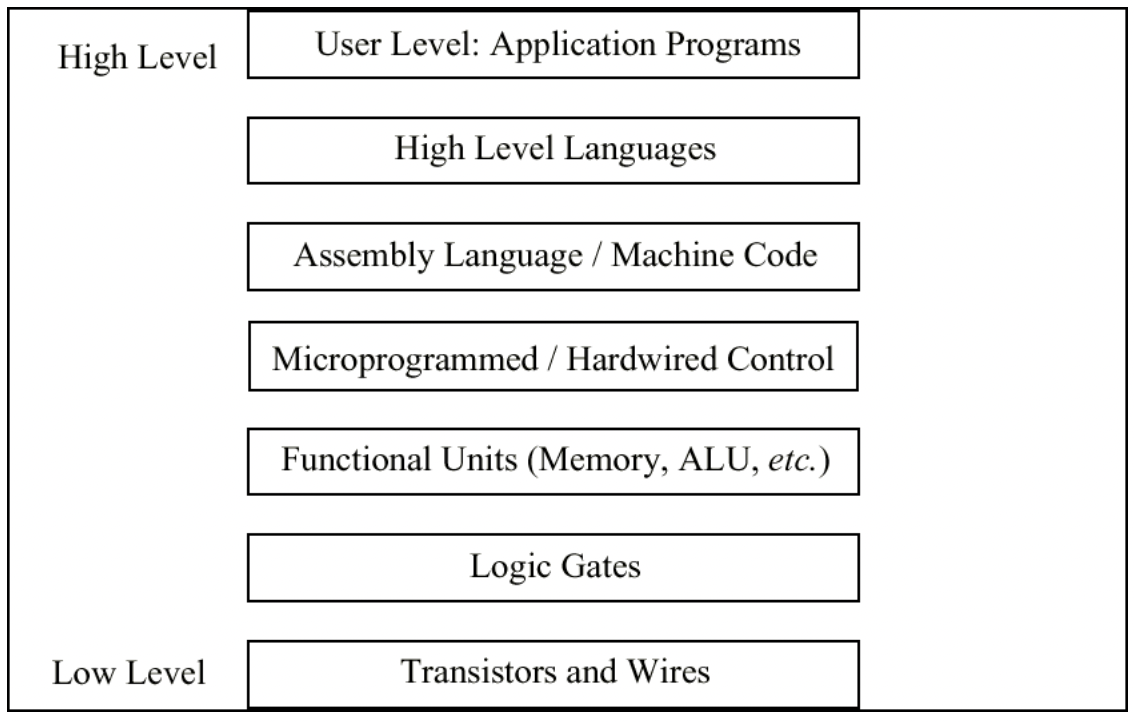 High Level
User Level: Application Programs
High Level Languages
Assembly Language / Machine Code
Microprogrammed / Hardwired Control
Functional Units (Memory, ALU, etc.)
Logic Gates
Low Level
Transistors and Wires